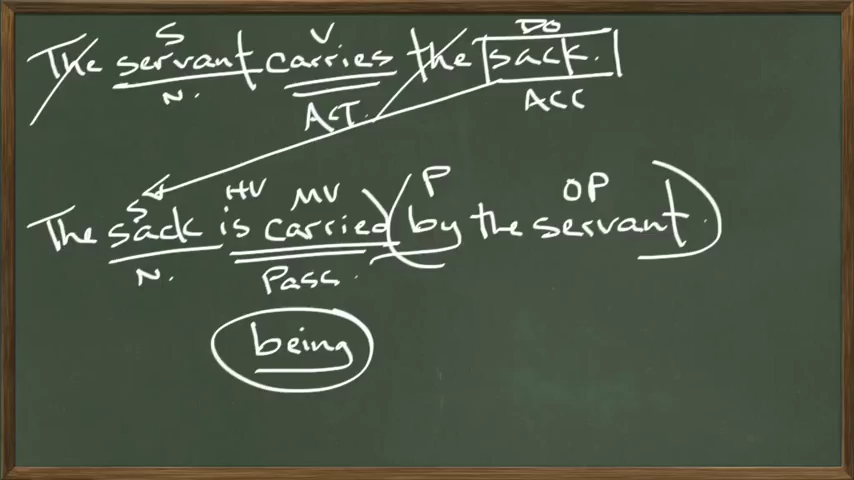 S V DO
The servant carries the sack.
N. ACT. ACC
S HV MV P OP
The sack is carried (by the servant.)
N. Pass.
being